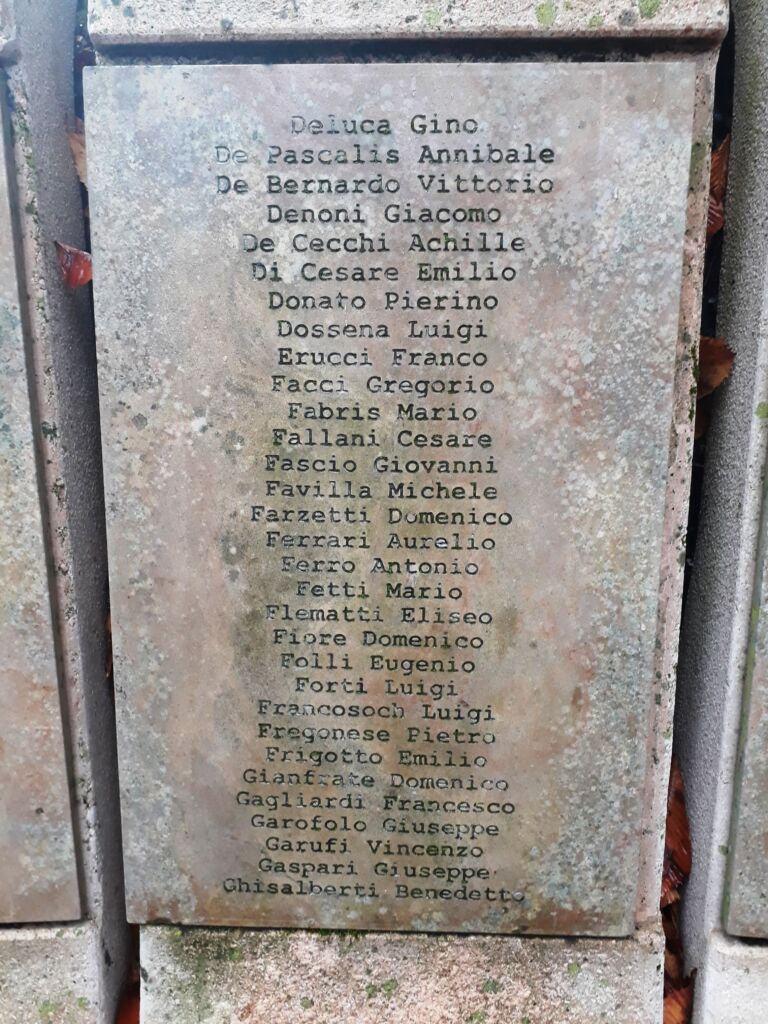 Deluca Gino
De Pascalis Annibale
De Bernardo Vittorio
Denoni Giacomo
De Cecchi Achille
Di Cesare Emilio
Donato Pierino
Dossena Luigi
Erucci Franco
Facci Gregorio
Fabris Mario
Fallani Cesare
Fascio Giovanni
Favilla Michele
Farzetti Domenico
Ferrari Aurelio
Ferro Antonio
Fetti Mario
Flematti Eliseo
Fiore Domenico
Folli Eugenio
Forti Luigi
Francosoch Luigi
Fregonese Pietro
Frigotto Emilio
Gianfrate Domenico
Gagliardi Francesco
Garofolo Giuseppe
Garufi Vincenzo
Gaspari Giuseppe
Ghisalberti Benedetto